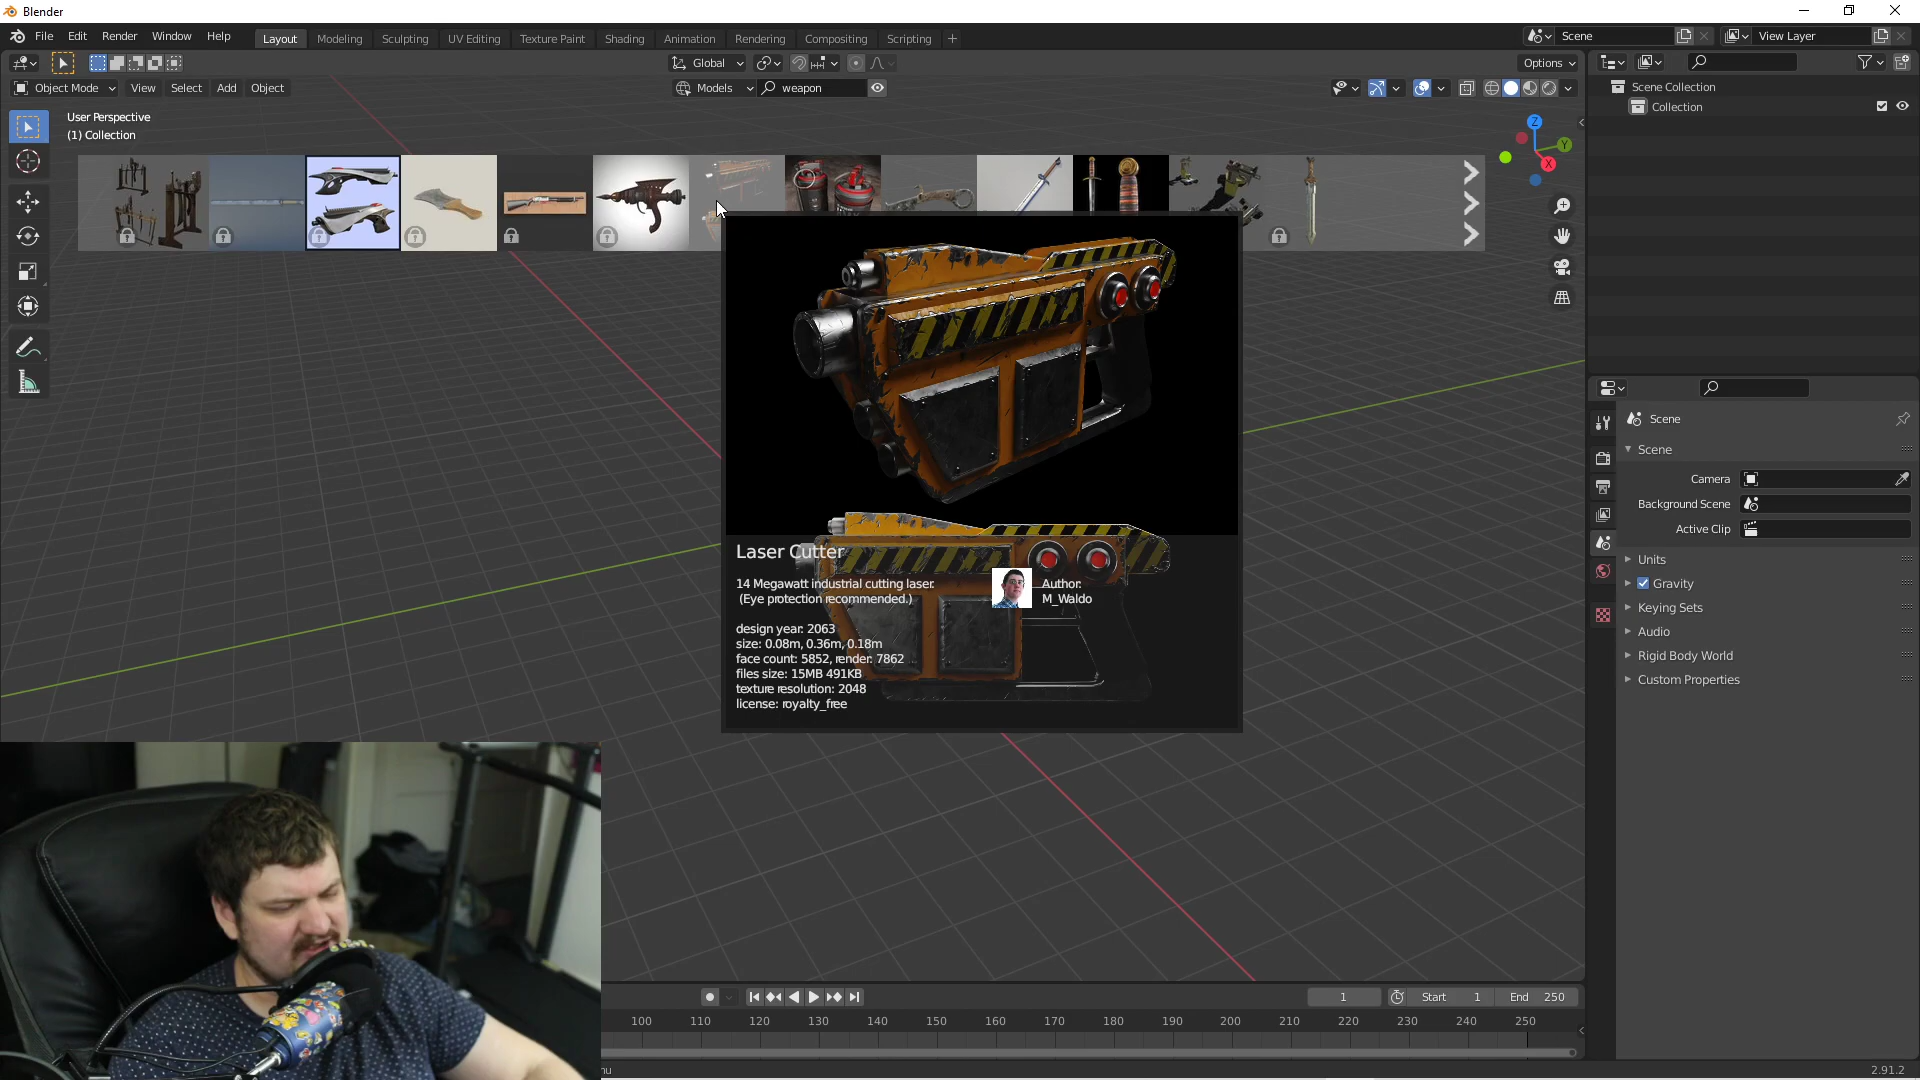 Blender
File Edit Render Window Help
Layout Modeling Sculpting UV Editing Texture Paint Shading Animation Rendering Compositing Scripting +
Scene
View Layer
Global
Options
Object Mode View Select Add Object
Models weapon
User Perspective
(1) Collection
Z
Y
X
Scene Collection
Collection
Laser Cutter
14 Megawatt industrial cutting laser.
(Eye protection recommended.)
Author:
M_Waldo
design year: 2063
size: 0.08m, 0.36m, 0.18m
face count: 5852, render: 7862
files size: 15MB 491KB
texture resolution: 2048
license: royalty_free
Scene
Scene
Camera
Background Scene
Active Clip
Units
Gravity
Keying Sets
Audio
Rigid Body World
Custom Properties
1 Start 1 End 250
100 110 120 130 140 150 160 170 180 190 200 210 220 230 240 250
nu
2.91.2